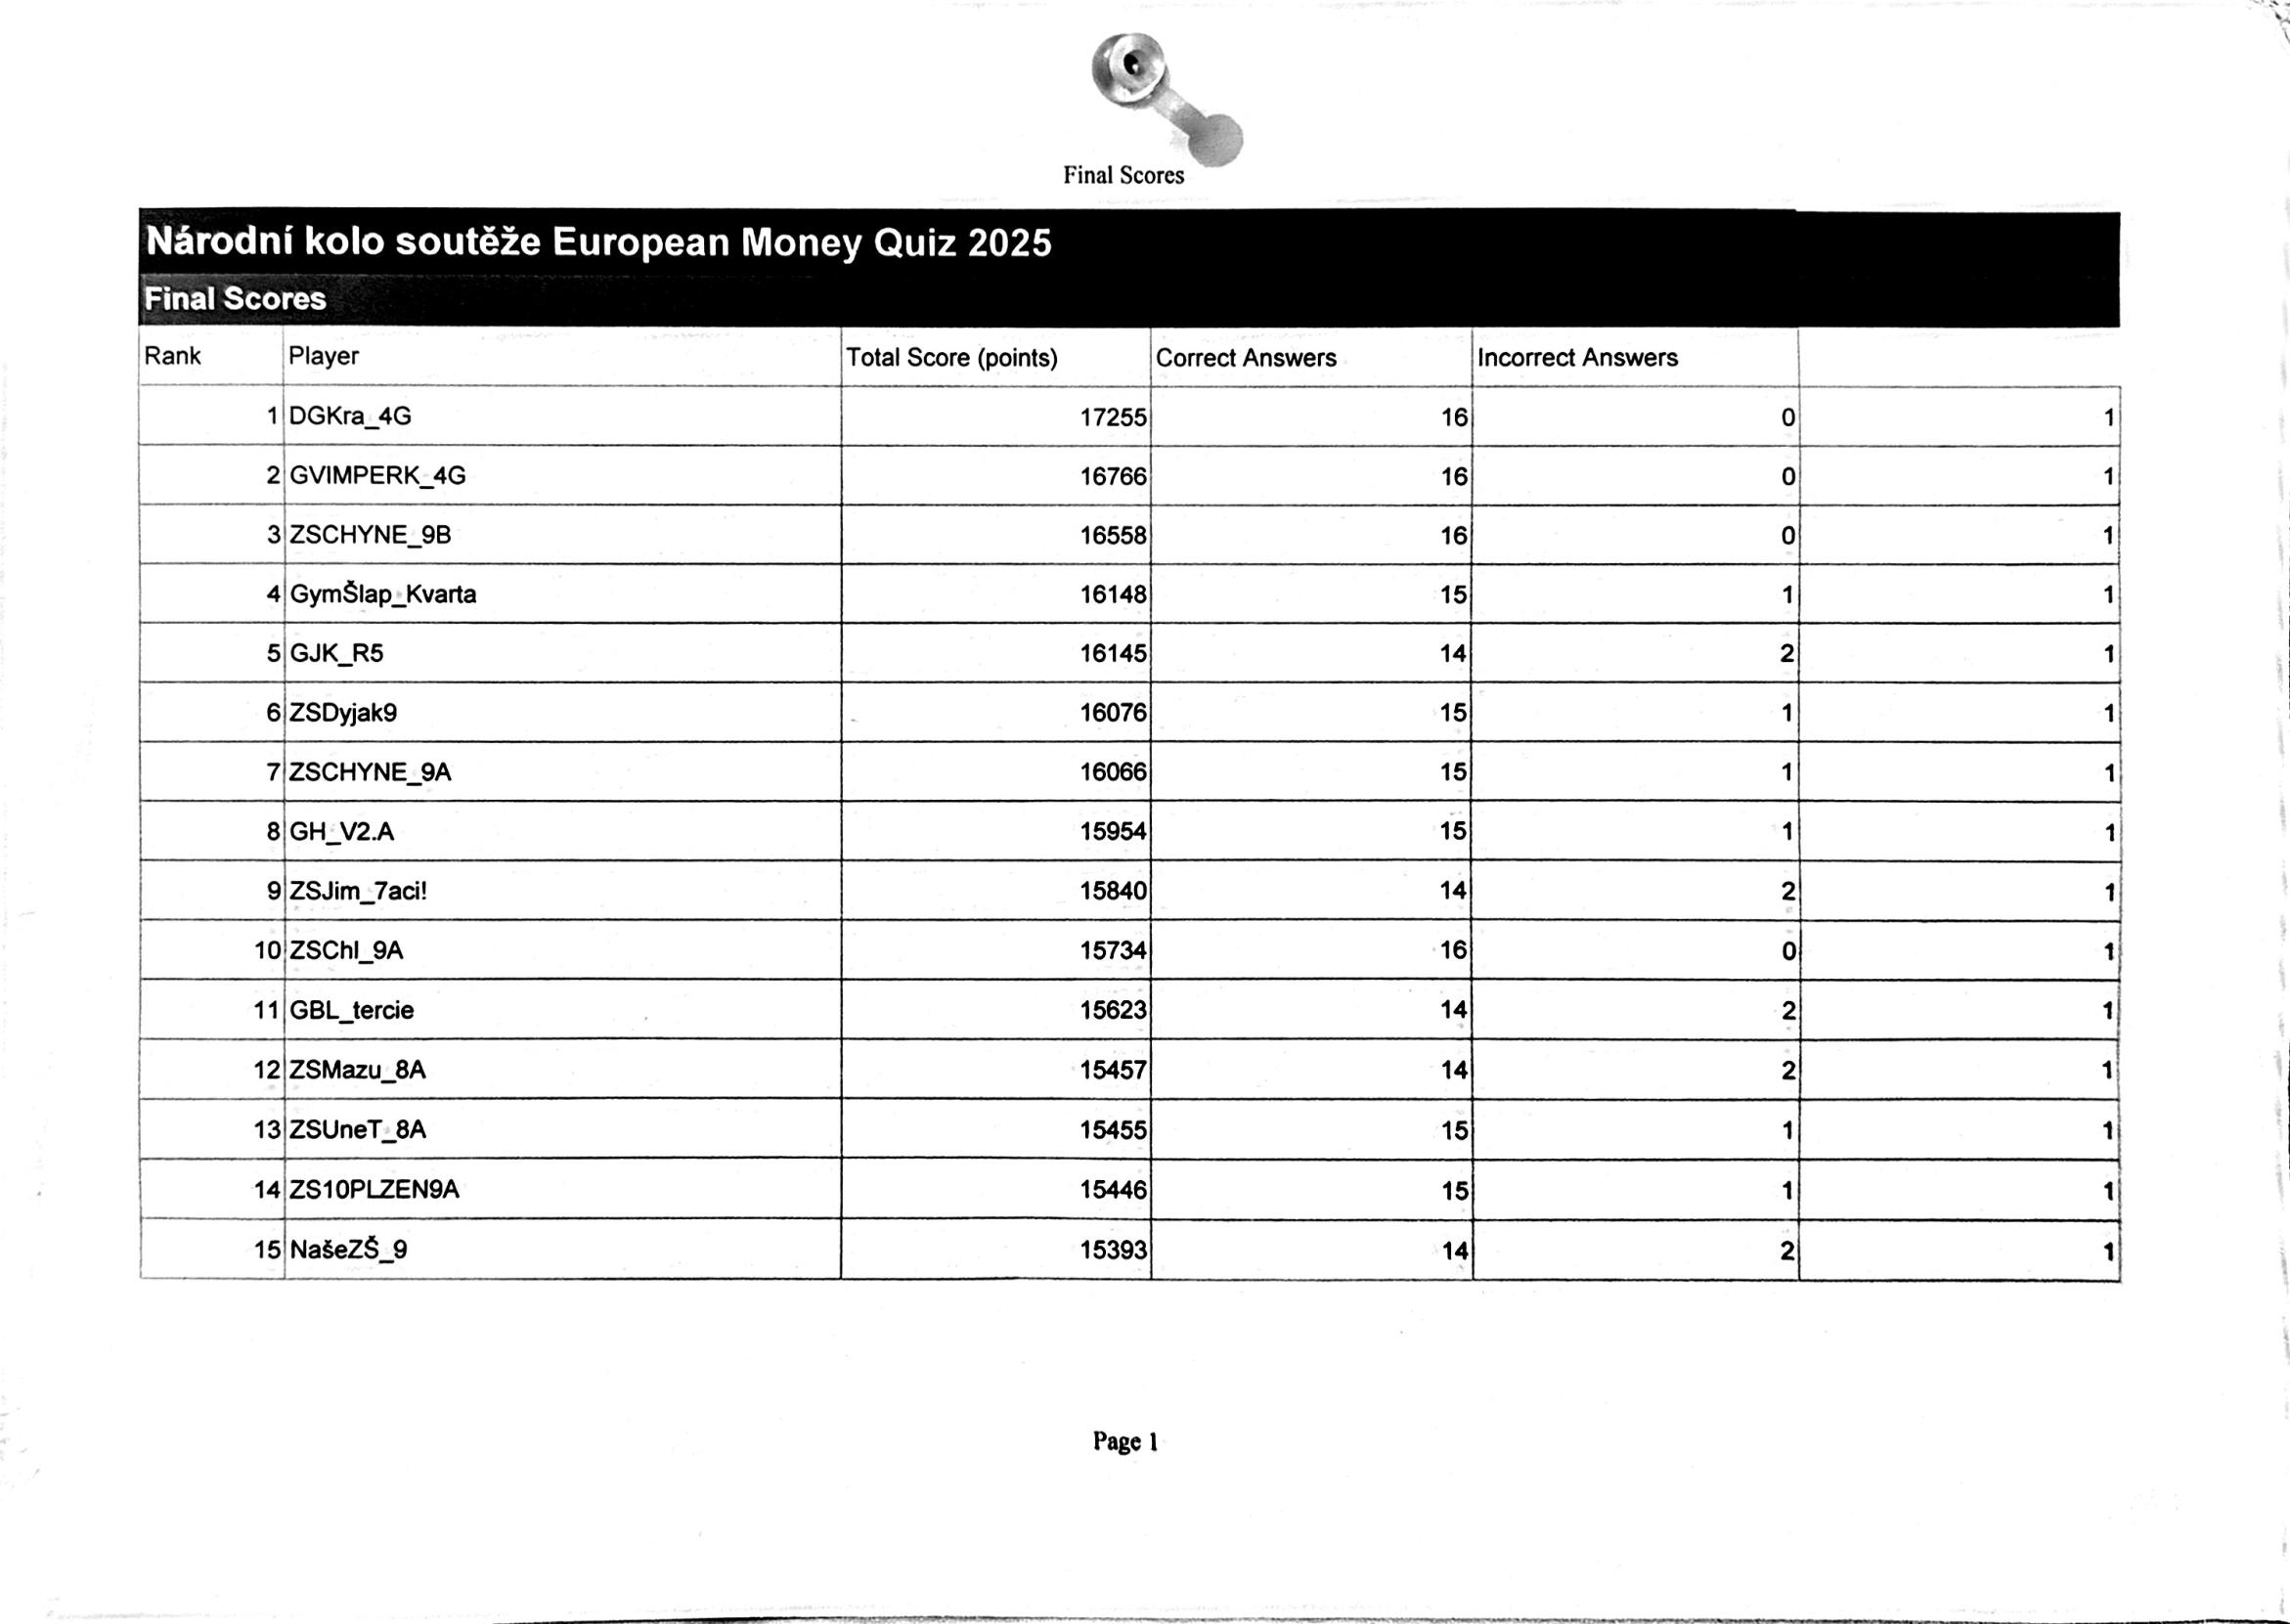 Final Scores
Národní kolo soutěže European Money Quiz 2025
Final Scores
Rank Player Total Score (points) Correct Answers Incorrect Answers
1 DGKra_4G 17255 16 0 1
2 GVIMPERK_4G 16766 16 0 1
3 ZSCHYNE_9B 16558 16 0 1
4 GymŠlap_Kvarta 16148 15 1 1
5 GJK_R5 16145 14 2 1
6 ZSDyjak9 16076 15 1 1
7 ZSCHYNE_9A 16066 15 1 1
8 GH_V2.A 15954 15 1 1
9 ZSJim_7aci! 15840 14 2 1
10 ZSChl_9A 15734 16 0 1
11 GBL_tercie 15623 14 2 1
12 ZSMazu_8A 15457 14 2 1
13 ZSUneT_8A 15455 15 1 1
14 ZS10PLZEN9A 15446 15 1 1
15 NašeZŠ_9 15393 14 2 1
Page 1